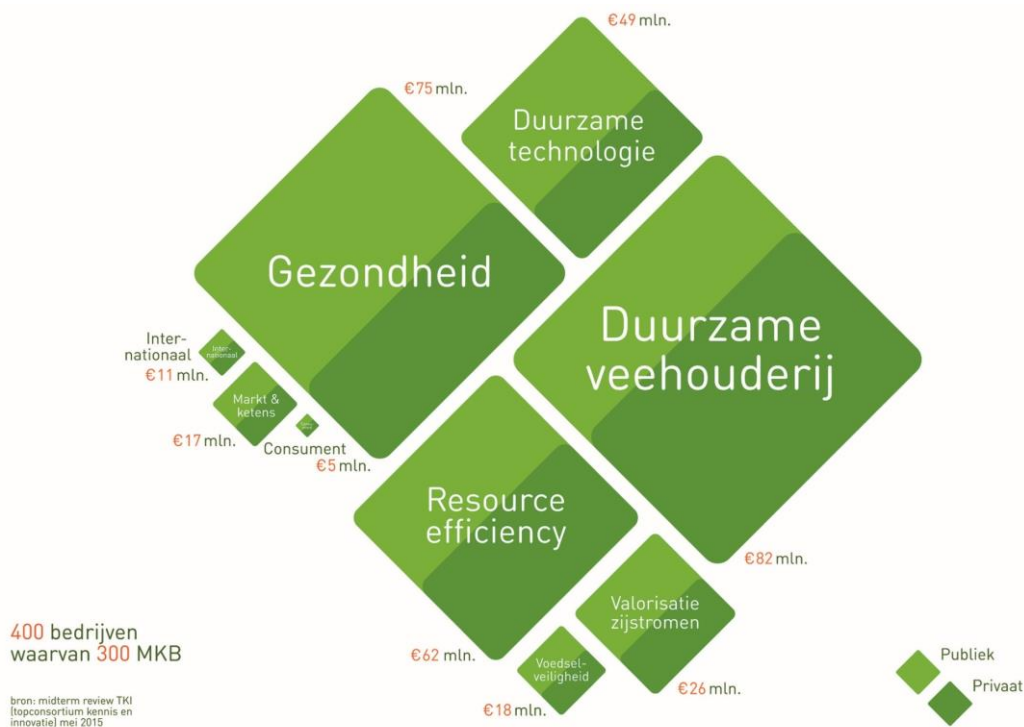 €49 mln.
€75 mln.
Duurzame
technologie
Gezondheid
Duurzame
veehouderij
Inter-
nationaal
€11 mln.
Inter-
nationaal
Markt &
ketens
€17 mln.
Consument
€5 mln.
Resource
efficiency
€82 mln.
Valorisatie
zijstromen
€62 mln.
Voedsel-
veiligheid
€26 mln.
€18 mln.
400 bedrijven
waarvan 300 MKB
bron: midterm review TKI
(topconsortium kennis en
innovatie) mei 2015
Publiek
Privaat